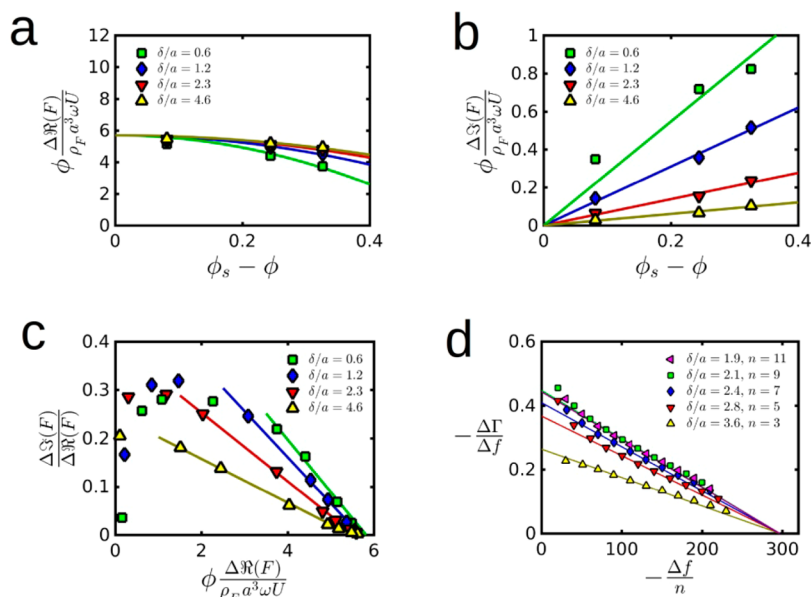 a
12
10
8
6
4
2
0
0
0.2
0.4
δ/a = 0.6
δ/a = 1.2
δ/a = 2.3
δ/a = 4.6
ϕ Δℜ(F) / ρ_F a³ωU
ϕ_s − ϕ
b
1
0.8
0.6
0.4
0.2
0
0
0.2
0.4
δ/a = 0.6
δ/a = 1.2
δ/a = 2.3
δ/a = 4.6
ϕ Δℑ(F) / ρ_F a³ωU
ϕ_s − ϕ
c
0.4
0.3
0.2
0.1
0
0
2
4
6
δ/a = 0.6
δ/a = 1.2
δ/a = 2.3
δ/a = 4.6
Δℑ(F) / Δℜ(F)
ϕ Δℜ(F) / ρ_F a³ωU
d
0.6
0.4
0.2
0
0
100
200
300
δ/a = 1.9, n = 11
δ/a = 2.1, n = 9
δ/a = 2.4, n = 7
δ/a = 2.8, n = 5
δ/a = 3.6, n = 3
− ΔΓ / Δf
− Δf / n